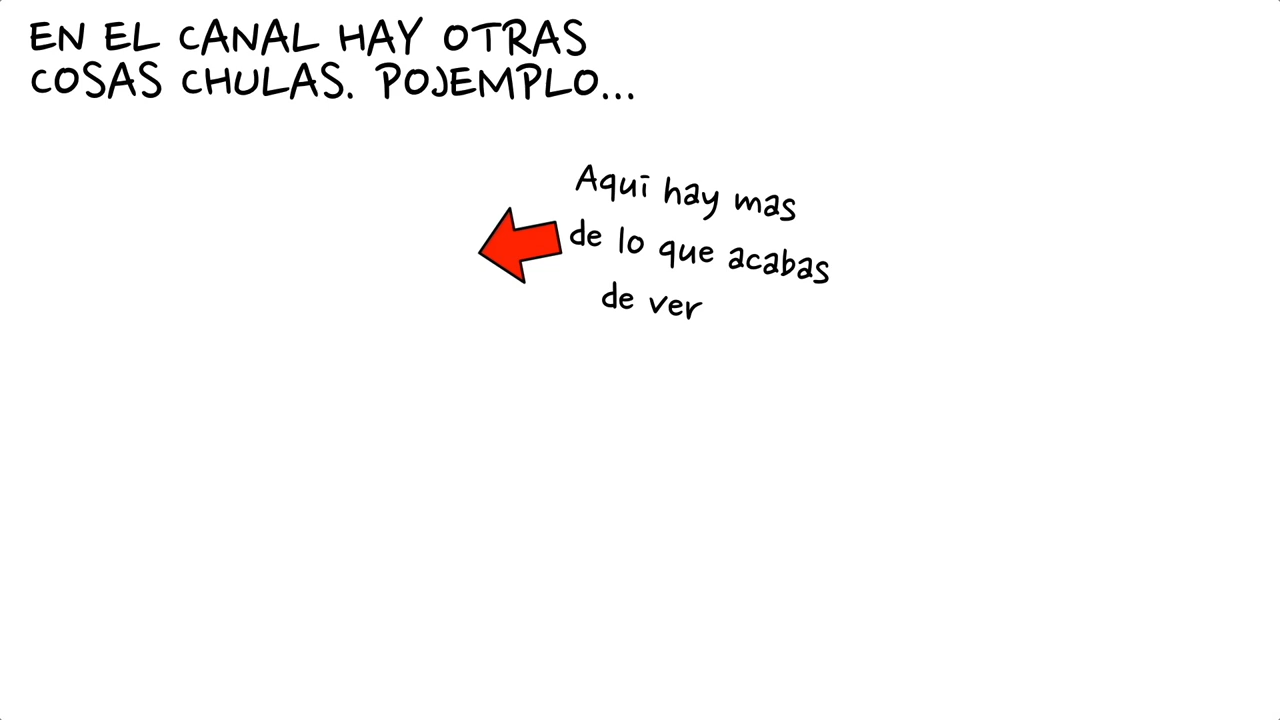 EN EL CANAL HAY OTRAS
COSAS CHULAS. POJEMPLO...
Aquí hay mas
de lo que acabas
de ver